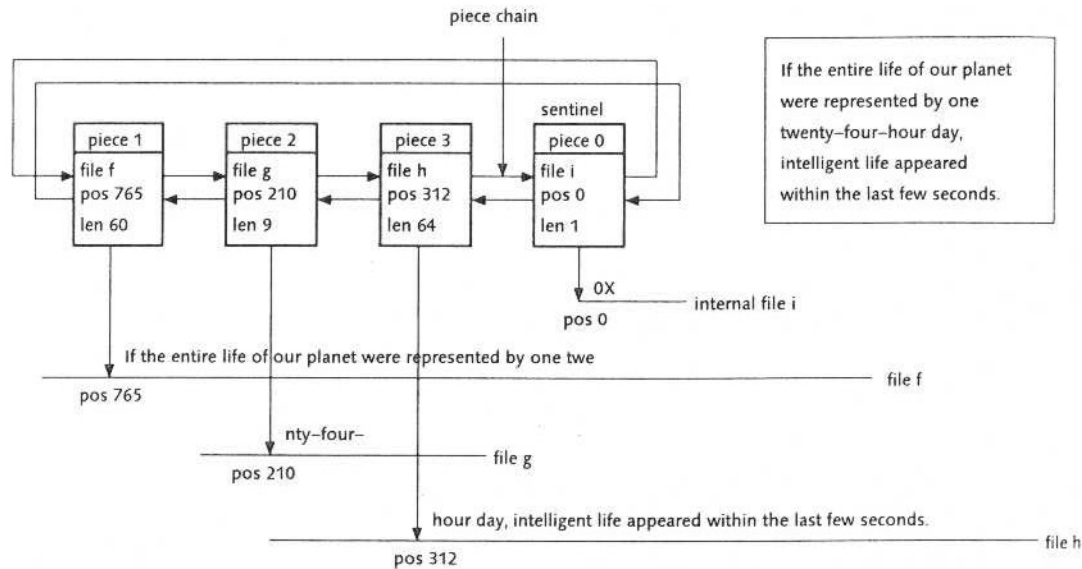 piece chain
If the entire life of our planet
were represented by one
twenty–four–hour day,
intelligent life appeared
within the last few seconds.
sentinel
piece 1
file f
pos 765
len 60
piece 2
file g
pos 210
len 9
piece 3
file h
pos 312
len 64
piece 0
file i
pos 0
len 1
0X
internal file i
pos 0
If the entire life of our planet were represented by one twe
file f
pos 765
nty–four–
file g
pos 210
hour day, intelligent life appeared within the last few seconds.
file h
pos 312